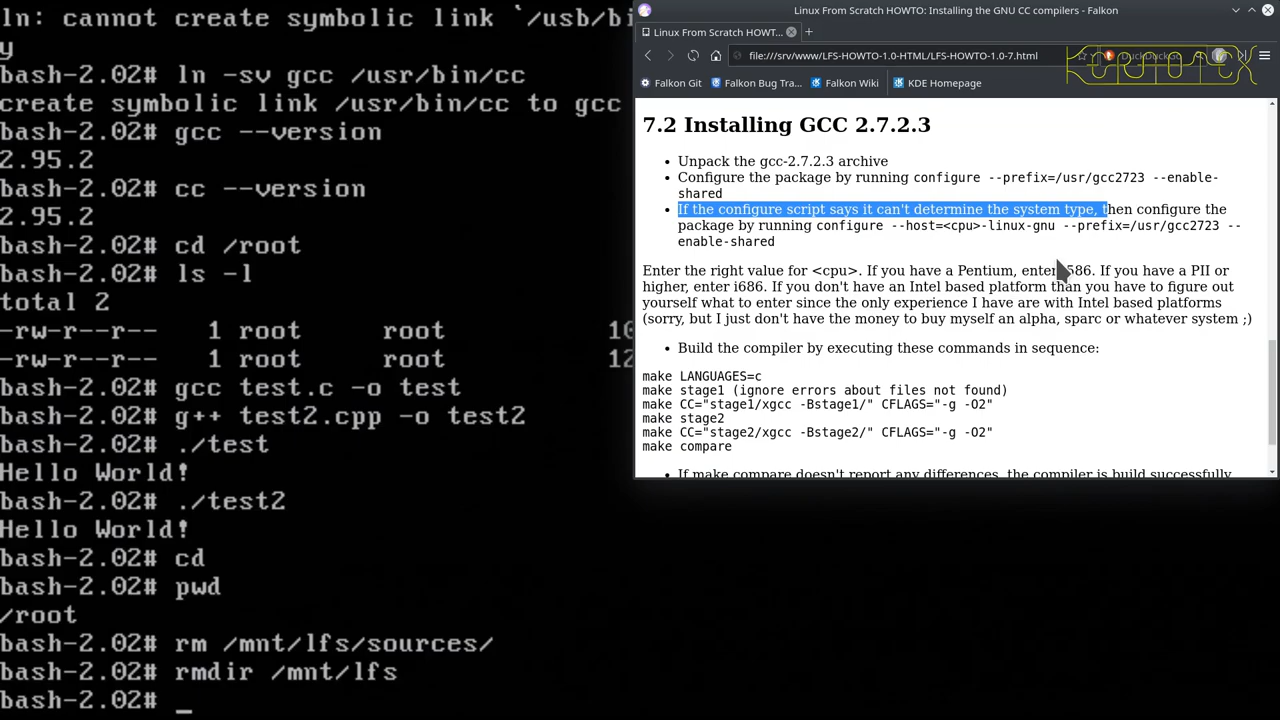 ln: cannot create symbolic link `/usb/bi
y
bash-2.02# ln -sv gcc /usr/bin/cc
create symbolic link /usr/bin/cc to gcc
bash-2.02# gcc --version
2.95.2
bash-2.02# cc --version
2.95.2
bash-2.02# cd /root
bash-2.02# ls -l
total 2
-rw-r--r-- 1 root root 10
-rw-r--r-- 1 root root 12
bash-2.02# gcc test.c -o test
bash-2.02# g++ test2.cpp -o test2
bash-2.02# ./test
Hello World!
bash-2.02# ./test2
Hello World!
bash-2.02# cd
bash-2.02# pwd
/root
bash-2.02# rm /mnt/lfs/sources/
bash-2.02# rmdir /mnt/lfs
bash-2.02# _
Linux From Scratch HOWTO: Installing the GNU CC compilers - Falkon
Linux From Scratch HOWT...
file:///srv/www/LFS-HOWTO-1.0-HTML/LFS-HOWTO-1.0-7.html
Falkon Git Falkon Bug Tra... Falkon Wiki KDE Homepage
7.2 Installing GCC 2.7.2.3
• Unpack the gcc-2.7.2.3 archive
• Configure the package by running configure --prefix=/usr/gcc2723 --enable-
shared
• If the configure script says it can't determine the system type, then configure the
package by running configure --host=<cpu>-linux-gnu --prefix=/usr/gcc2723 --
enable-shared
Enter the right value for <cpu>. If you have a Pentium, enter i586. If you have a PII or
higher, enter i686. If you don't have an Intel based platform than you have to figure out
yourself what to enter since the only experience I have are with Intel based platforms
(sorry, but I just don't have the money to buy myself an alpha, sparc or whatever system ;)
• Build the compiler by executing these commands in sequence:
make LANGUAGES=c
make stage1 (ignore errors about files not found)
make CC="stage1/xgcc -Bstage1/" CFLAGS="-g -O2"
make stage2
make CC="stage2/xgcc -Bstage2/" CFLAGS="-g -O2"
make compare
• If make compare doesn't report any differences, the compiler is build successfully